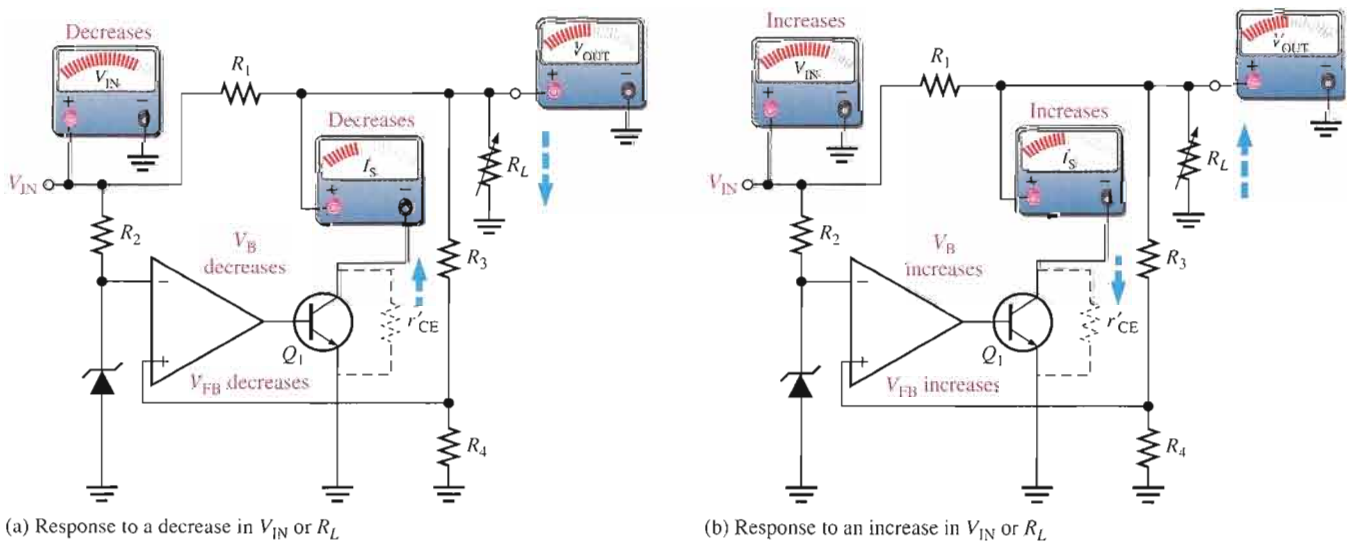 Decreases
V_IN
+ −
R_1
V_OUT
+ −
Decreases
I_S
+ −
R_L
V_IN
R_2
V_B
decreases
R_3
−
r'_CE
Q_1
+
V_FB decreases
R_4
(a) Response to a decrease in V_IN or R_L
Increases
V_IN
+ −
R_1
V_OUT
+ −
Increases
I_S
+ −
R_L
V_IN
R_2
V_B
increases
R_3
−
r'_CE
Q_1
+
V_FB increases
R_4
(b) Response to an increase in V_IN or R_L